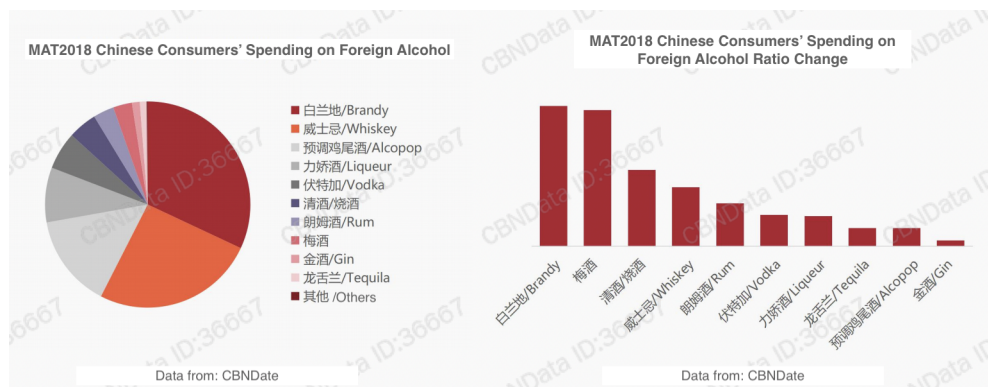 MAT2018 Chinese Consumers’ Spending on Foreign Alcohol
白兰地/Brandy
威士忌/Whiskey
预调鸡尾酒/Alcopop
力娇酒/Liqueur
伏特加/Vodka
清酒/烧酒
朗姆酒/Rum
梅酒
金酒/Gin
龙舌兰/Tequila
其他 /Others
Data from: CBNDate
MAT2018 Chinese Consumers’ Spending on
Foreign Alcohol Ratio Change
白兰地/Brandy
梅酒
清酒/烧酒
威士忌/Whiskey
朗姆酒/Rum
伏特加/Vodka
力娇酒/Liqueur
龙舌兰/Tequila
预调鸡尾酒/Alcopop
金酒/Gin
Data from: CBNDate
CBNData ID:36667